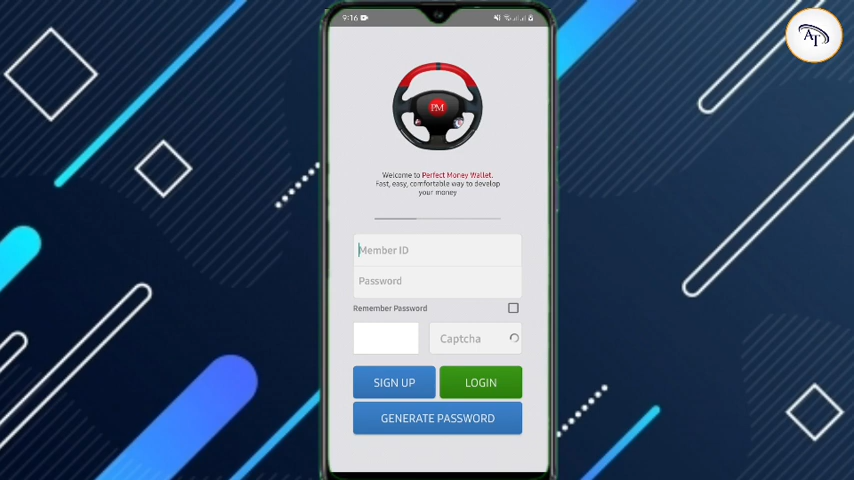 9:16
AT
PM
Welcome to Perfect Money Wallet.
Fast, easy, comfortable way to develop
your money
Member ID
Password
Remember Password
Captcha
SIGN UP
LOGIN
GENERATE PASSWORD